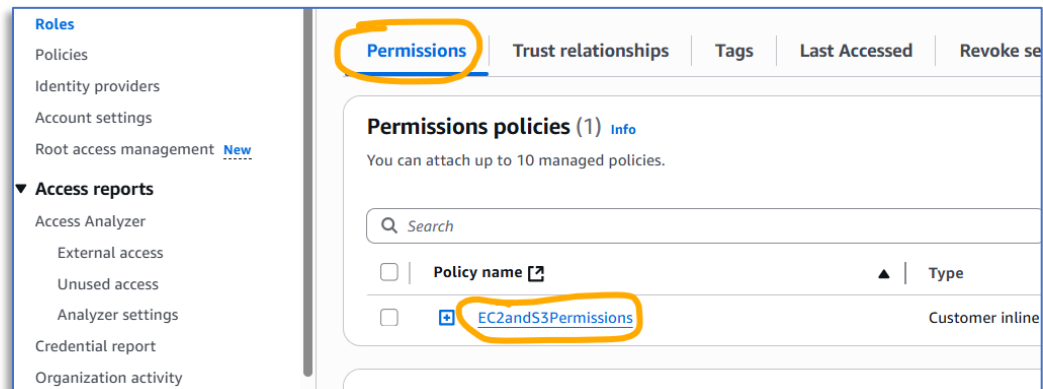 Roles
Policies
Identity providers
Account settings
Root access management New
Access reports
Access Analyzer
External access
Unused access
Analyzer settings
Credential report
Organization activity
Permissions Trust relationships Tags Last Accessed Revoke se
Permissions policies (1) Info
You can attach up to 10 managed policies.
Search
Policy name Type
EC2andS3Permissions Customer inline